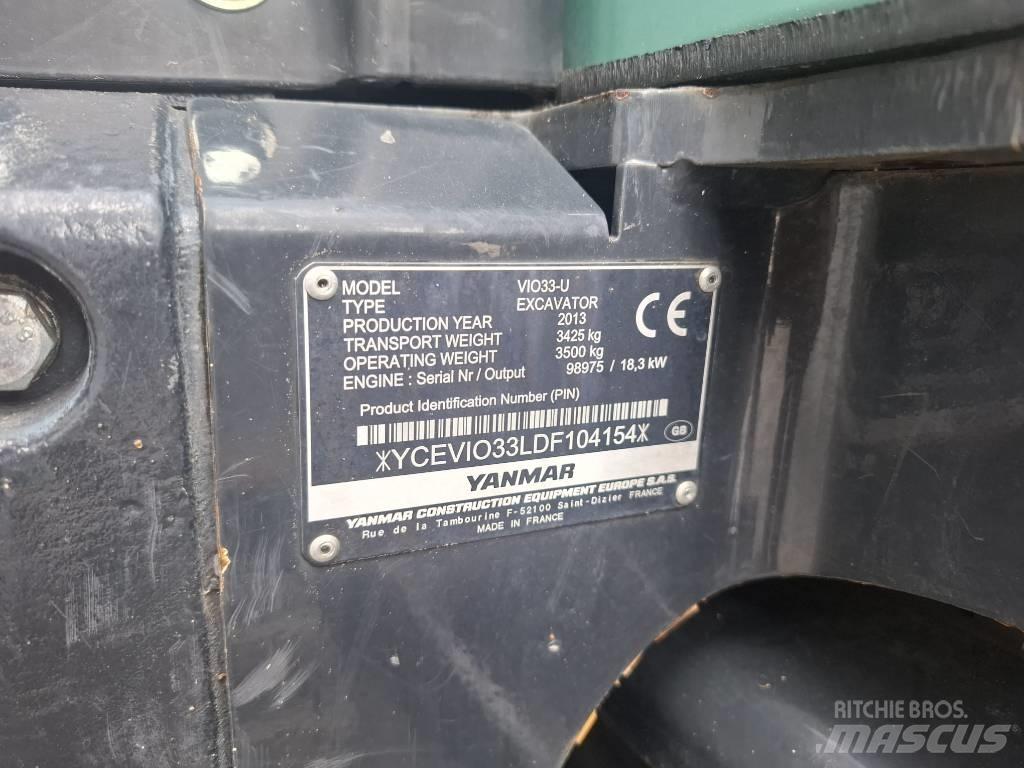 MODEL VIO33-U
TYPE EXCAVATOR
PRODUCTION YEAR 2013
TRANSPORT WEIGHT 3425 kg
OPERATING WEIGHT 3500 kg
ENGINE : Serial Nr / Output 98975 / 18,3 kW
CE
Product Identification Number (PIN)
*YCEVIO33LDF104154*
GB
YANMAR
YANMAR CONSTRUCTION EQUIPMENT EUROPE S.A.S.
Rue de la Tambourine F-52100 Saint-Dizier FRANCE
MADE IN FRANCE
RITCHIE BROS.
MASCUS